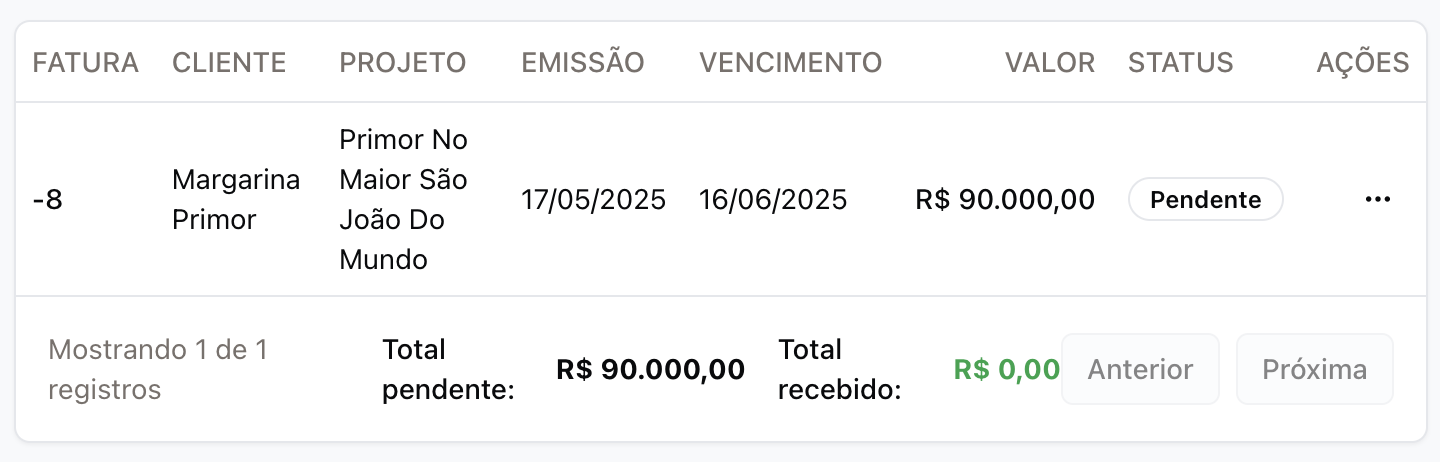 FATURA CLIENTE PROJETO EMISSÃO VENCIMENTO VALOR STATUS AÇÕES
-8
Margarina
Primor
Primor No
Maior São
João Do
Mundo
17/05/2025
16/06/2025
R$ 90.000,00
Pendente
Mostrando 1 de 1
registros
Total
pendente:
R$ 90.000,00
Total
recebido:
R$ 0,00
Anterior
Próxima